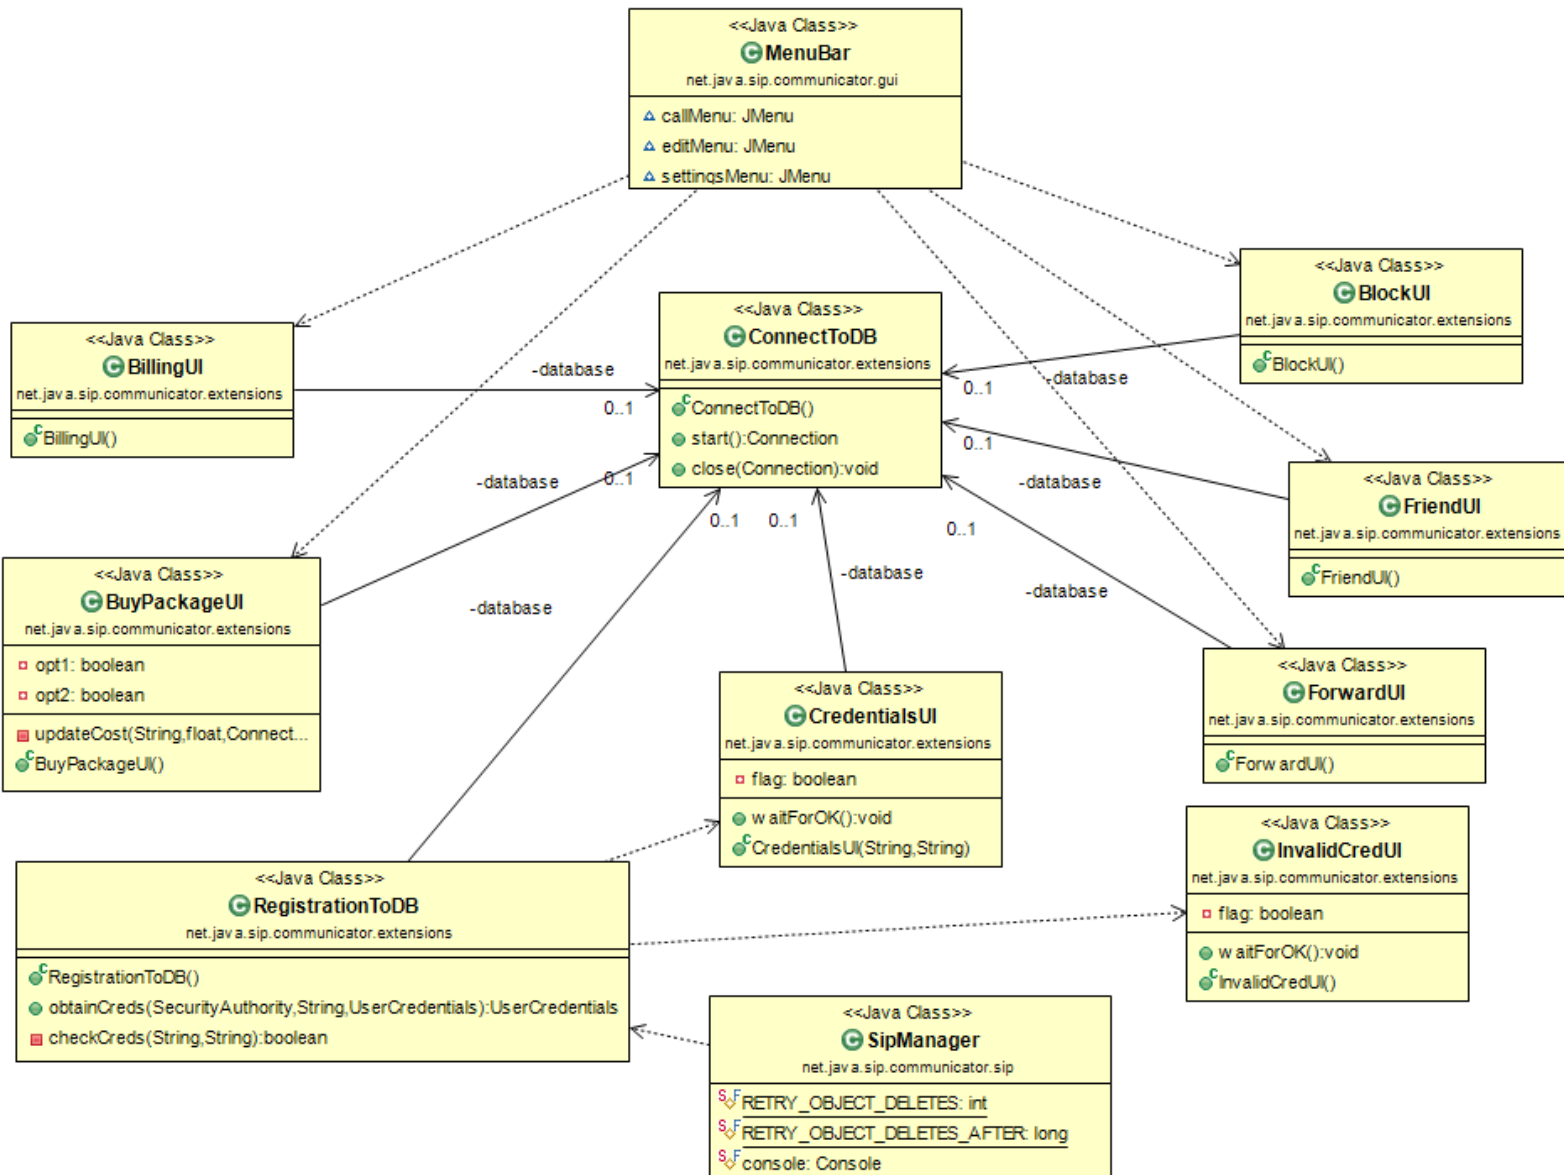 <<Java Class>>
MenuBar
net.java.sip.communicator.gui
callMenu: JMenu
editMenu: JMenu
settingsMenu: JMenu
<<Java Class>>
BlockUI
net.java.sip.communicator.extensions
BlockUI()
<<Java Class>>
ConnectToDB
net.java.sip.communicator.extensions
ConnectToDB()
start():Connection
close(Connection):void
<<Java Class>>
BillingUI
net.java.sip.communicator.extensions
BillingUI()
-database
0..1
-database
0..1
-database
0..1
-database
0..1
-database
0..1
-database
0..1
-database
0..1
<<Java Class>>
FriendUI
net.java.sip.communicator.extensions
FriendUI()
<<Java Class>>
BuyPackageUI
net.java.sip.communicator.extensions
opt1: boolean
opt2: boolean
updateCost(String,float,Connect...
BuyPackageUI()
<<Java Class>>
ForwardUI
net.java.sip.communicator.extensions
ForwardUI()
<<Java Class>>
CredentialsUI
net.java.sip.communicator.extensions
flag: boolean
waitForOK():void
CredentialsUI(String,String)
<<Java Class>>
InvalidCredUI
net.java.sip.communicator.extensions
flag: boolean
waitForOK():void
InvalidCredUI()
<<Java Class>>
RegistrationToDB
net.java.sip.communicator.extensions
RegistrationToDB()
obtainCreds(SecurityAuthority,String,UserCredentials):UserCredentials
checkCreds(String,String):boolean
<<Java Class>>
SipManager
net.java.sip.communicator.sip
RETRY_OBJECT_DELETES: int
RETRY_OBJECT_DELETES_AFTER: long
console: Console